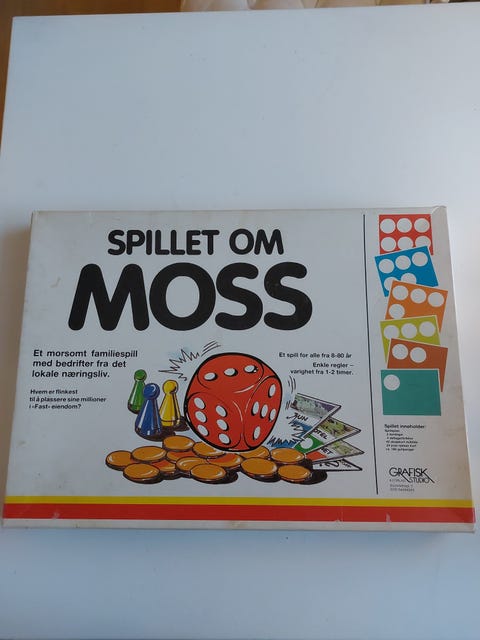 SPILLET OM
MOSS
Et morsomt familiespill
med bedrifter fra det
lokale næringsliv.
Hvem er flinkest
til å plassere sine millioner
i «Fast» eiendom?
Et spill for alle fra 8-80 år
Enkle regler –
varighet fra 1-2 timer.
Spillet inneholder:
GRAFISK
STUDIO